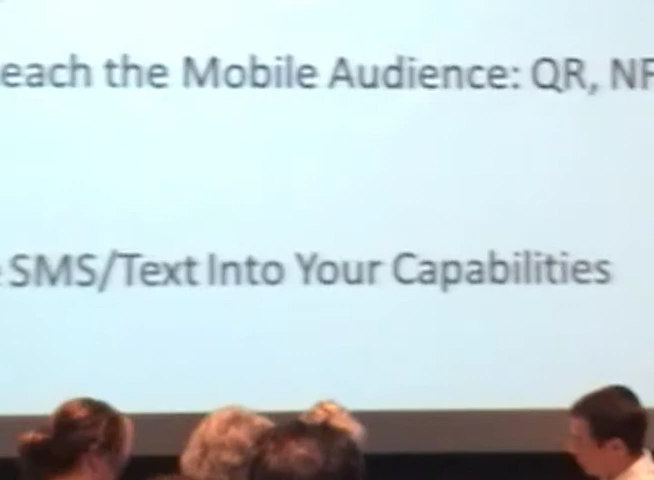 each the Mobile Audience: QR, NF
SMS/Text Into Your Capabilities